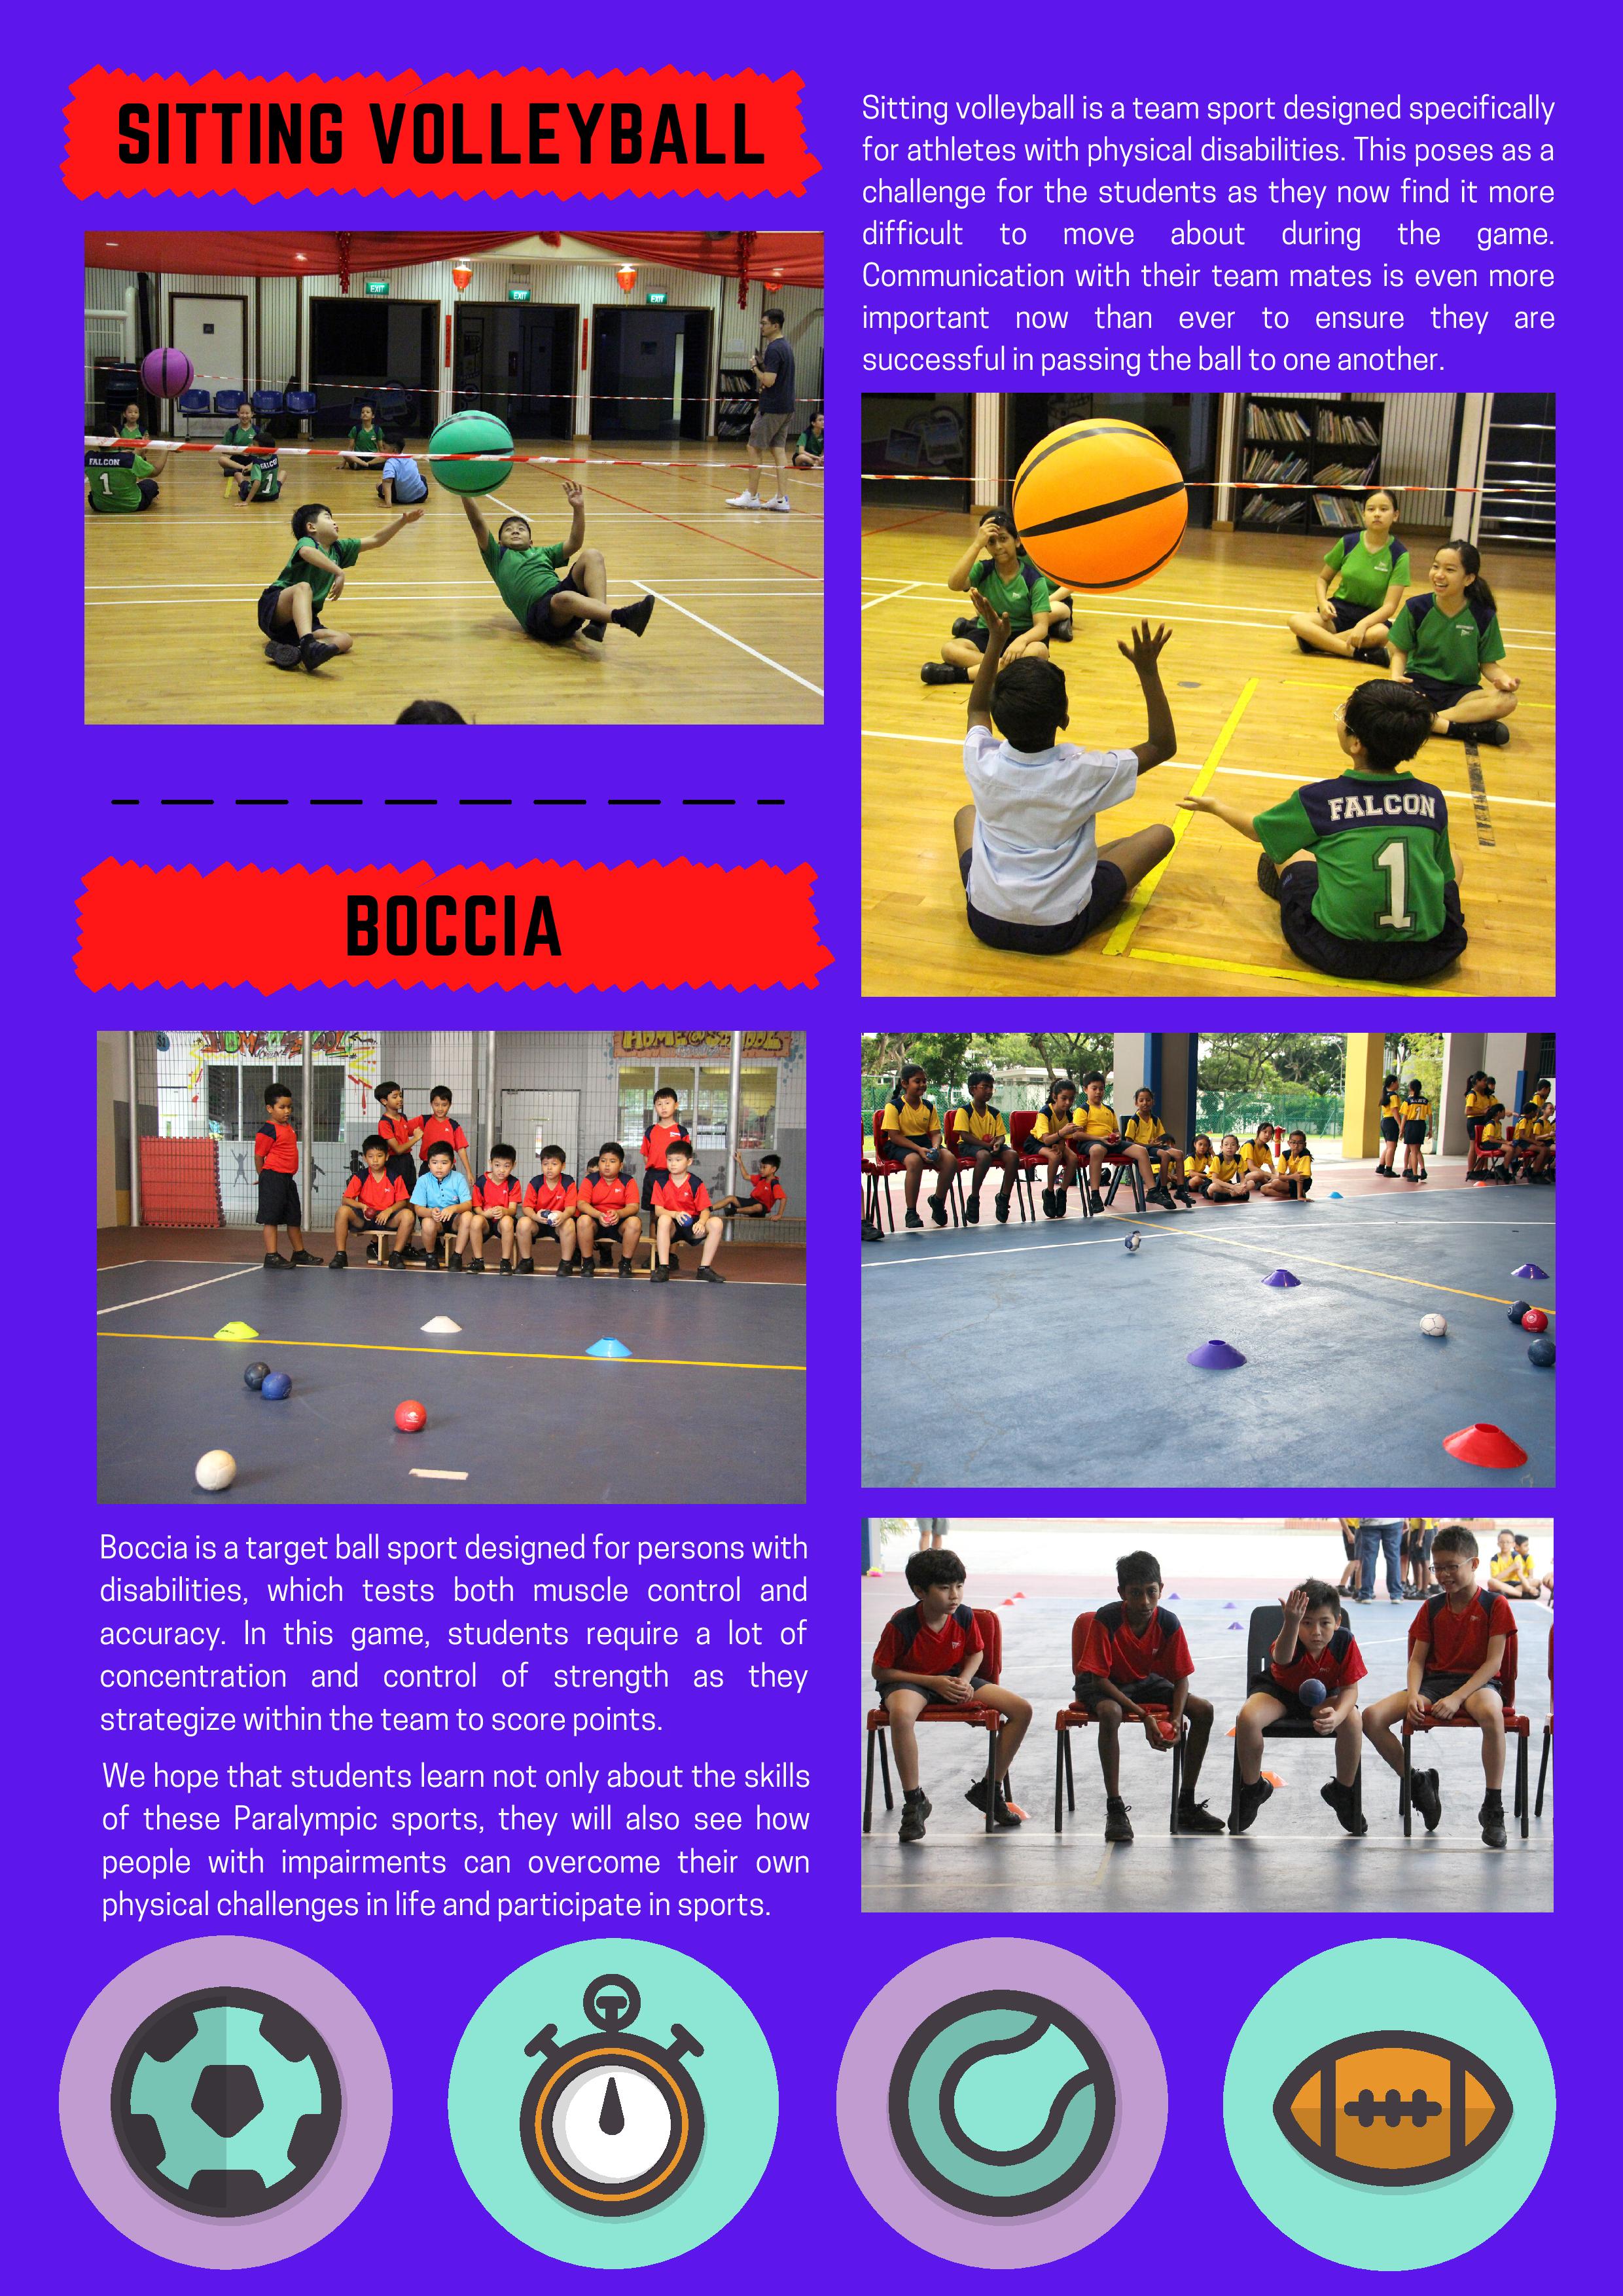 SITTING VOLLEYBALL
Sitting volleyball is a team sport designed specifically
for athletes with physical disabilities. This poses as a
challenge for the students as they now find it more
difficult to move about during the game.
Communication with their team mates is even more
important now than ever to ensure they are
successful in passing the ball to one another.
EXIT
EXIT
EXIT
FALCON
1
FALCON
1
FALCON
1
BOCCIA
Boccia is a target ball sport designed for persons with
disabilities, which tests both muscle control and
accuracy. In this game, students require a lot of
concentration and control of strength as they
strategize within the team to score points.
We hope that students learn not only about the skills
of these Paralympic sports, they will also see how
people with impairments can overcome their own
physical challenges in life and participate in sports.